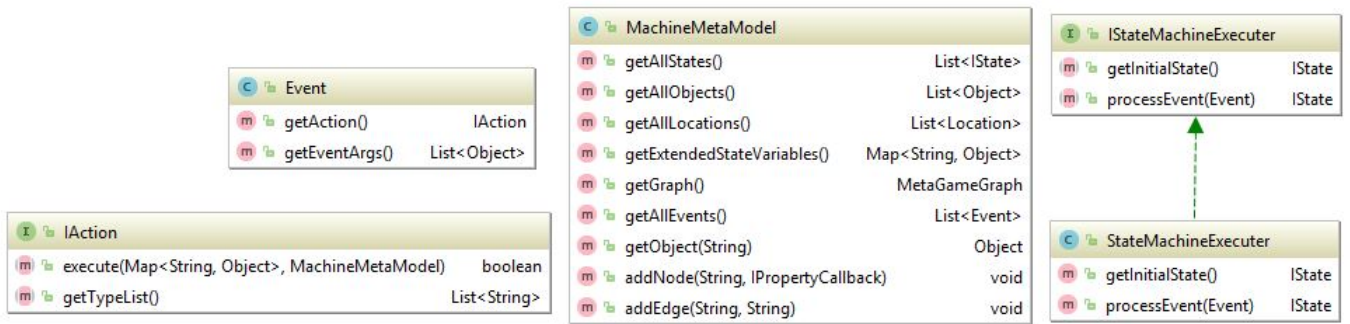 C Event
m getAction() IAction
m getEventArgs() List<Object>
I IAction
m execute(Map<String, Object>, MachineMetaModel) boolean
m getTypeList() List<String>
C MachineMetaModel
m getAllStates() List<IState>
m getAllObjects() List<Object>
m getAllLocations() List<Location>
m getExtendedStateVariables() Map<String, Object>
m getGraph() MetaGameGraph
m getAllEvents() List<Event>
m getObject(String) Object
m addNode(String, IPropertyCallback) void
m addEdge(String, String) void
I IStateMachineExecuter
m getInitialState() IState
m processEvent(Event) IState
C StateMachineExecuter
m getInitialState() IState
m processEvent(Event) IState